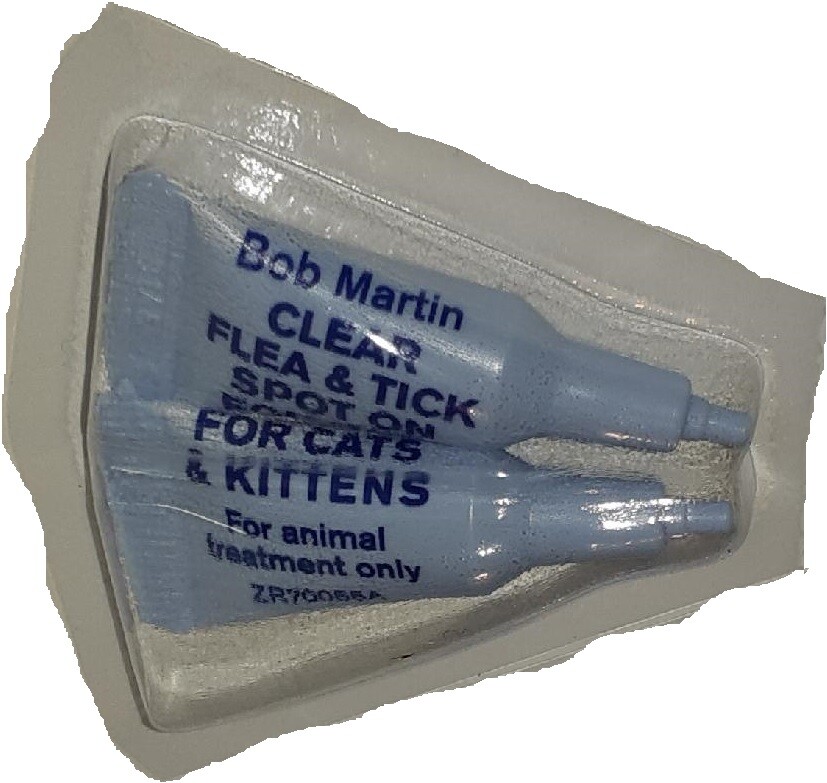 Bob Martin
CLEAR
FLEA & TICK
SPOT ON
FOR CATS
& KITTENS
For animal
treatment only